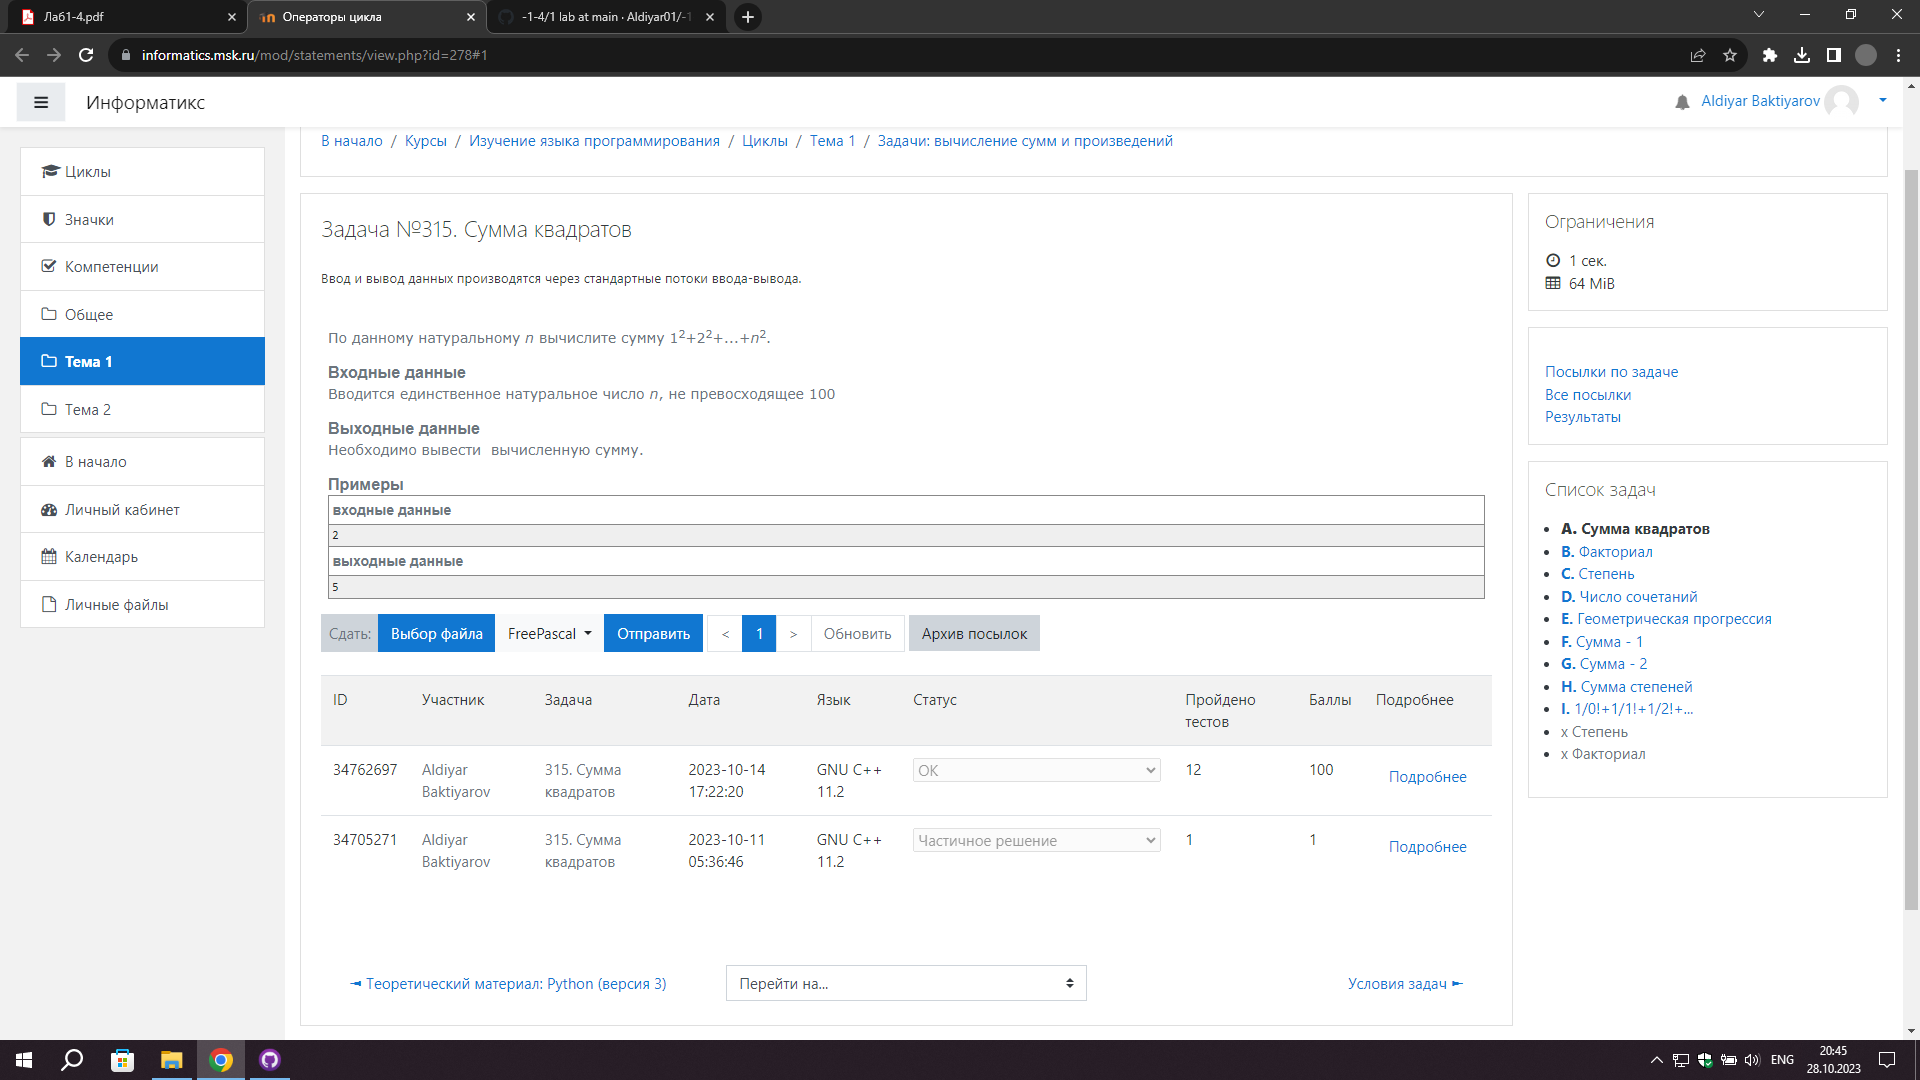 Лаб1-4.pdf
Операторы цикла
-1-4/1 lab at main · Aldiyar01/-1
informatics.msk.ru/mod/statements/view.php?id=278#1
Информатикс
Aldiyar Baktiyarov
В начало / Курсы / Изучение языка программирования / Циклы / Тема 1 / Задачи: вычисление сумм и произведений
Циклы
Значки
Компетенции
Общее
Тема 1
Тема 2
В начало
Личный кабинет
Календарь
Личные файлы
Задача №315. Сумма квадратов
Ввод и вывод данных производятся через стандартные потоки ввода-вывода.
По данному натуральному n вычислите сумму 1²+2²+...+n².
Входные данные
Вводится единственное натуральное число n, не превосходящее 100
Выходные данные
Необходимо вывести  вычисленную сумму.
Примеры
входные данные
2
выходные данные
5
Сдать: Выбор файла FreePascal Отправить < 1 > Обновить Архив посылок
ID Участник Задача Дата Язык Статус Пройдено тестов Баллы Подробнее
34762697 Aldiyar Baktiyarov 315. Сумма квадратов 2023-10-14 17:22:20 GNU C++ 11.2 OK 12 100 Подробнее
34705271 Aldiyar Baktiyarov 315. Сумма квадратов 2023-10-11 05:36:46 GNU C++ 11.2 Частичное решение 1 1 Подробнее
◄ Теоретический материал: Python (версия 3)
Перейти на...
Условия задач ►
Ограничения
1 сек.
64 MiB
Посылки по задаче
Все посылки
Результаты
Список задач
A. Сумма квадратов
B. Факториал
C. Степень
D. Число сочетаний
E. Геометрическая прогрессия
F. Сумма - 1
G. Сумма - 2
H. Сумма степеней
I. 1/0!+1/1!+1/2!+...
x Степень
x Факториал
ENG
20:45
28.10.2023